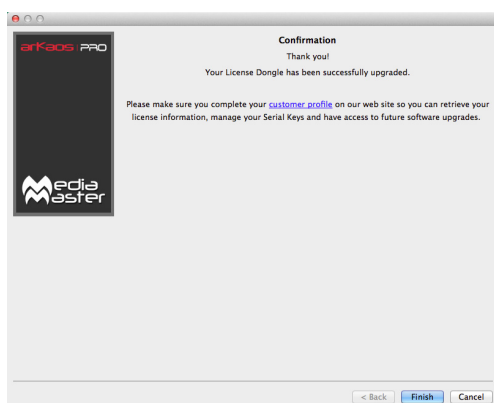 arKaos PRO
Media
Master
Confirmation
Thank you!
Your License Dongle has been successfully upgraded.
Please make sure you complete your customer profile on our web site so you can retrieve your
license information, manage your Serial Keys and have access to future software upgrades.
< Back
Finish
Cancel